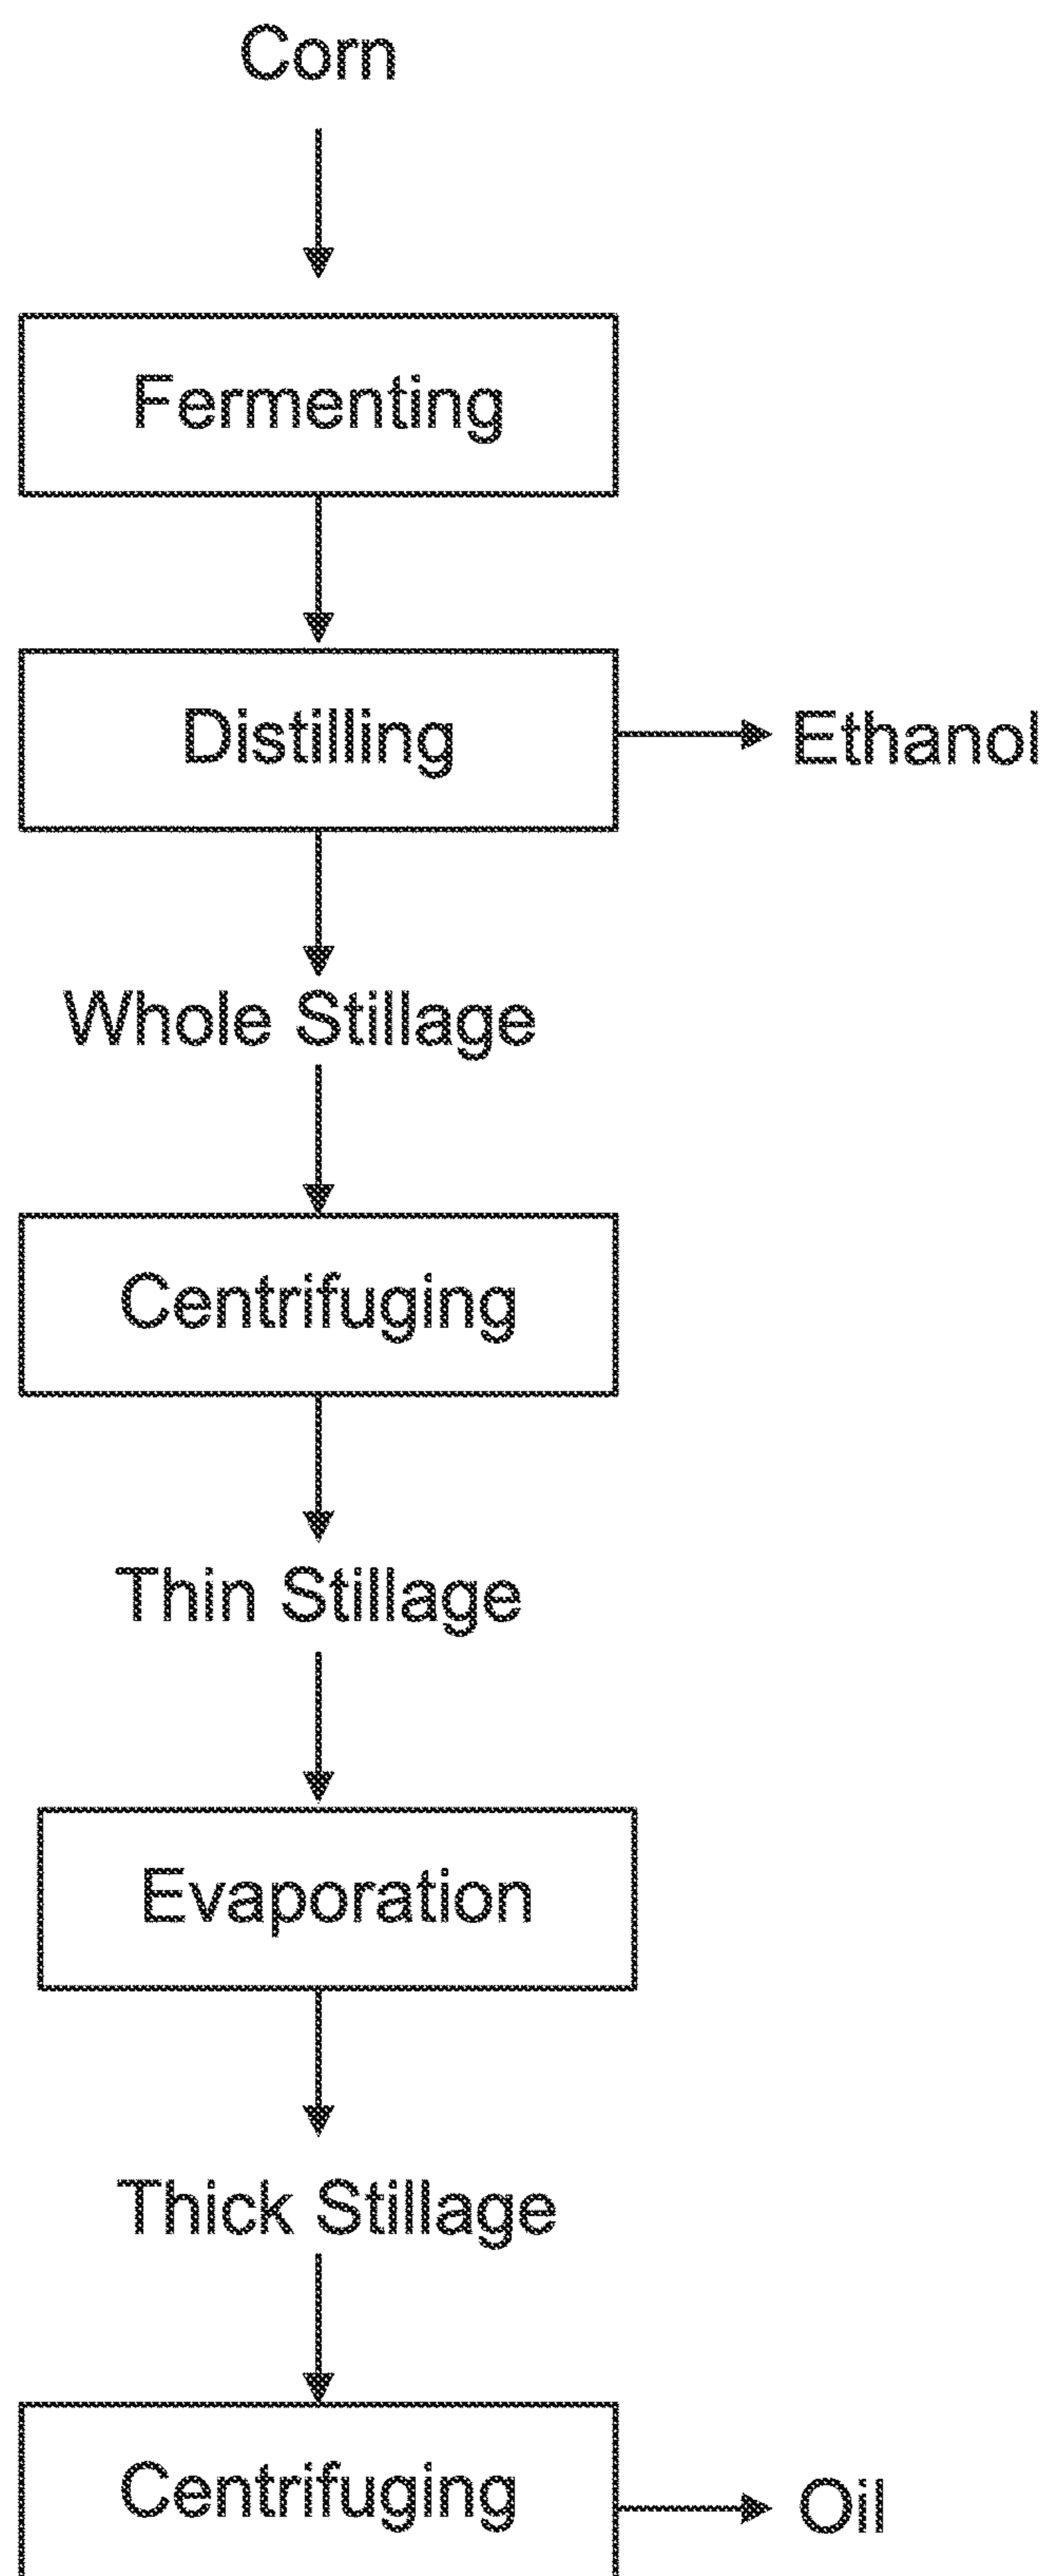 Corn
Fermenting
Distilling
Ethanol
Whole Stillage
Centrifuging
Thin Stillage
Evaporation
Thick Stillage
Centrifuging
Oil